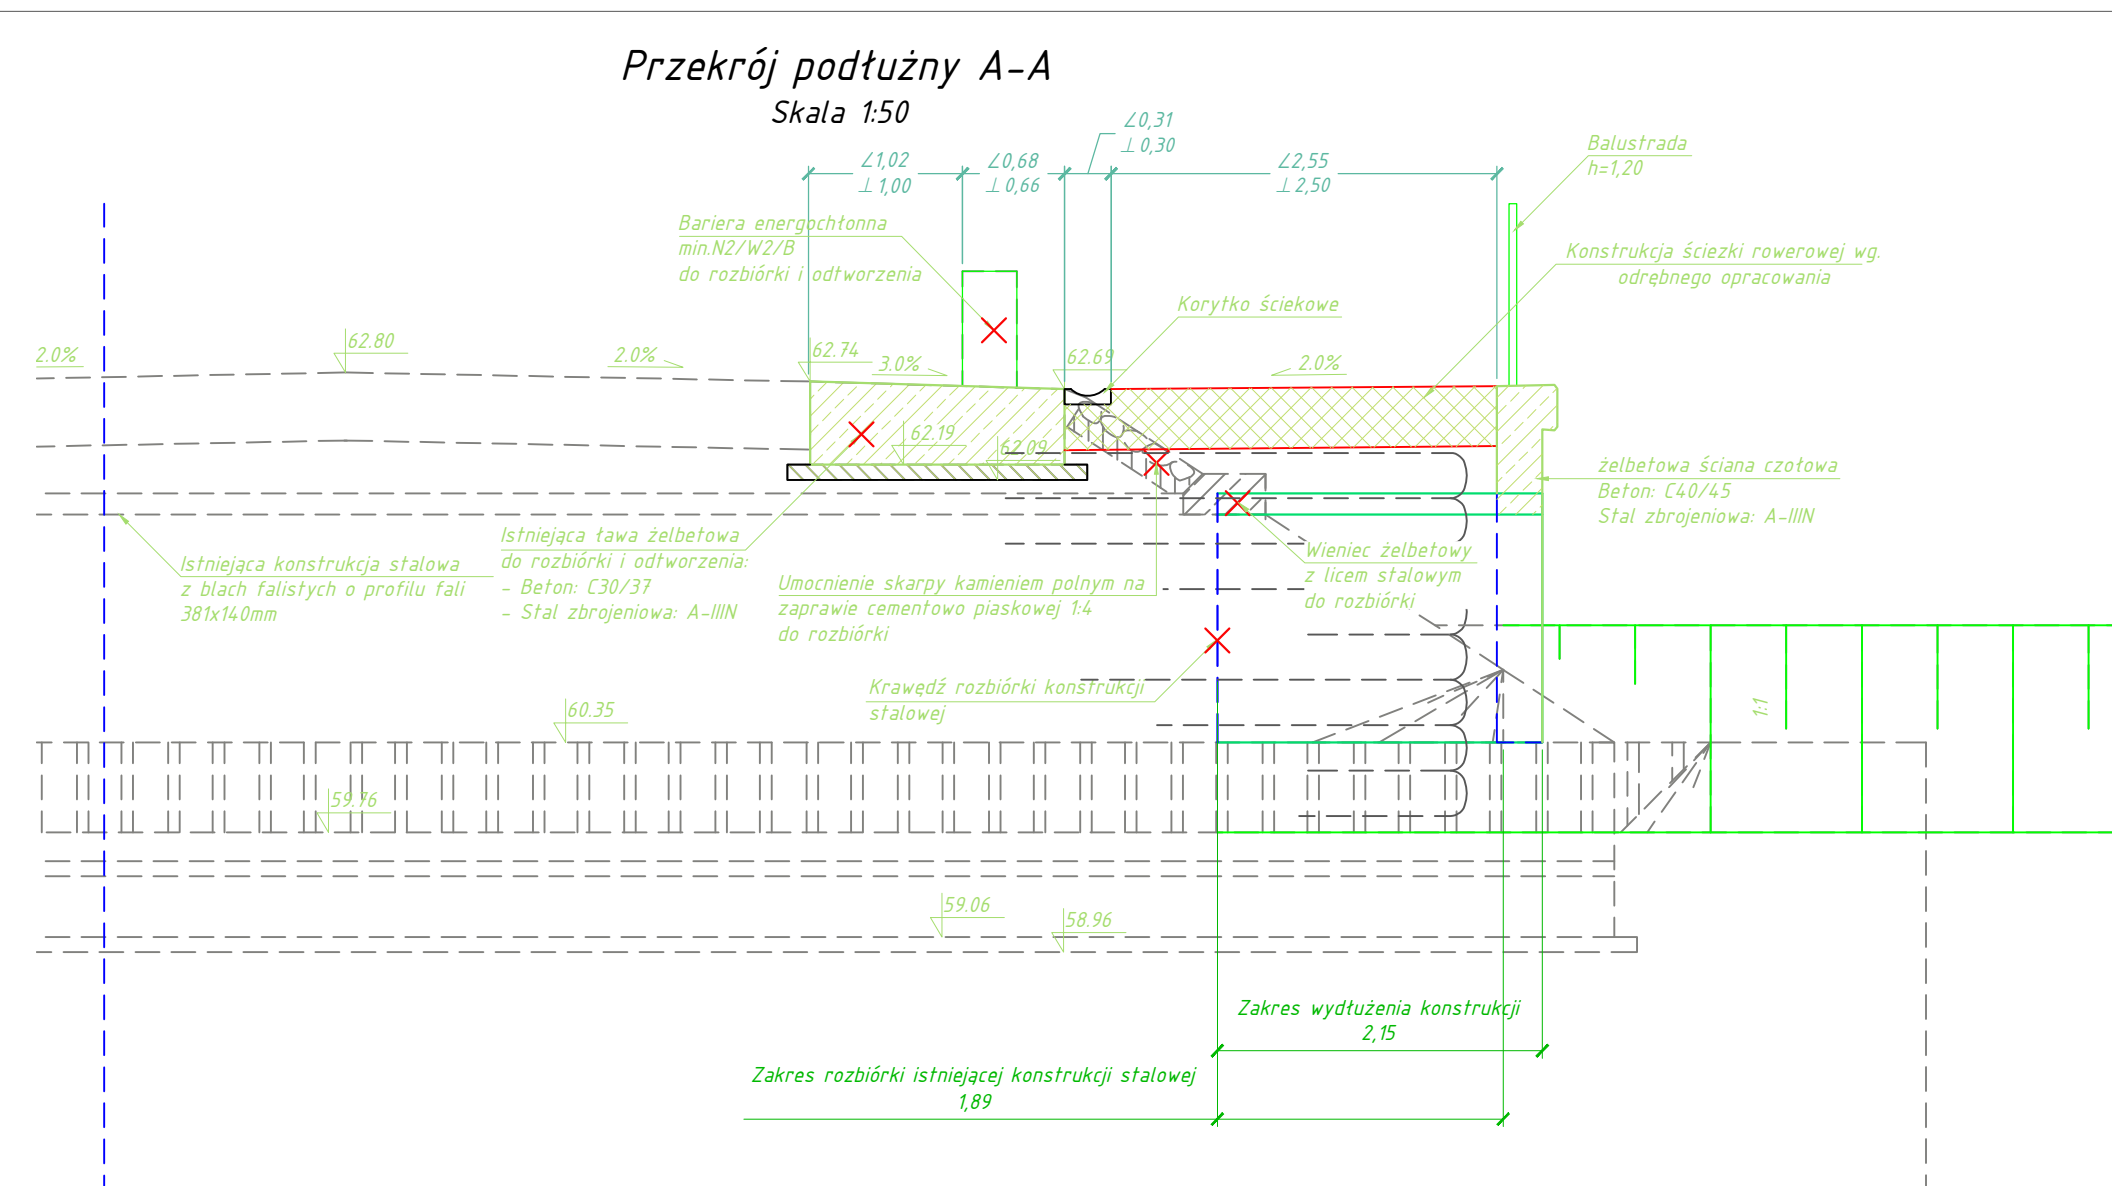 Przekrój podłużny A-A
Skala 1:50
∠0,31
⊥0,30
∠1,02
⊥1,00
∠0,68
⊥0,66
∠2,55
⊥2,50
Balustrada
h=1,20
Bariera energochłonna
min.N2/W2/B
do rozbiórki i odtworzenia
Konstrukcja ściezki rowerowej wg.
odrębnego opracowania
Korytko ściekowe
2.0%
62.80
2.0%
62.74
3.0%
62.69
2.0%
62.19
62.09
żelbetowa ściana czołowa
Beton: C40/45
Stal zbrojeniowa: A-IIIN
Istniejąca konstrukcja stalowa
z blach falistych o profilu fali
381x140mm
Istniejąca ława żelbetowa
do rozbiórki i odtworzenia:
- Beton: C30/37
- Stal zbrojeniowa: A-IIIN
Umocnienie skarpy kamieniem polnym na
zaprawie cementowo piaskowej 1:4
do rozbiórki
Wieniec żelbetowy
z licem stalowym
do rozbiórki
Krawędź rozbiórki konstrukcji
stalowej
1:1
60.35
59.76
59.06
58.96
Zakres wydłużenia konstrukcji
2,15
Zakres rozbiórki istniejącej konstrukcji stalowej
1,89